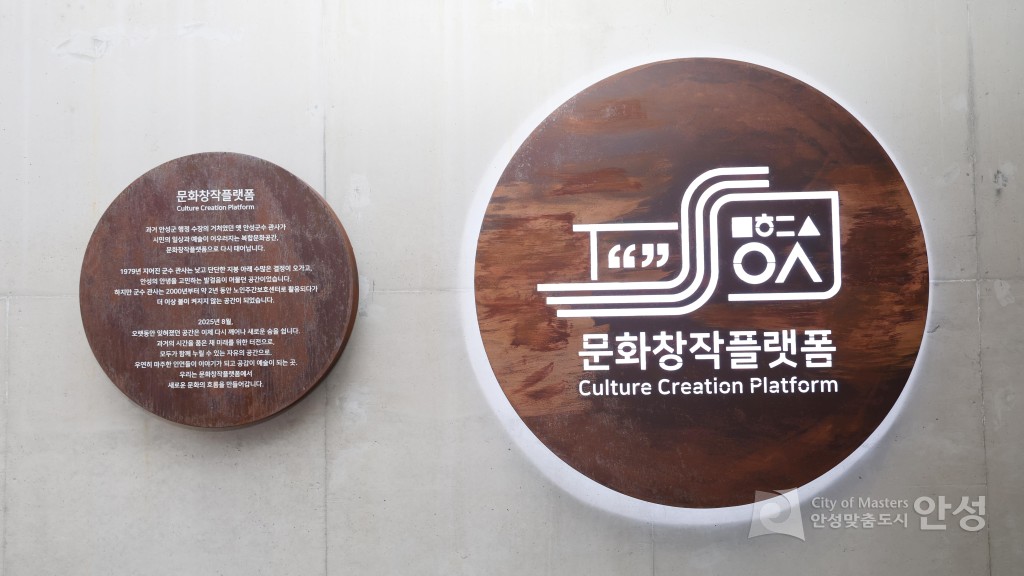 문화창작플랫폼
Culture Creation Platform
과거 안성군 행정 수장의 거처였던 옛 안성군수 관사가
시민의 일상과 예술이 어우러지는 복합문화공간,
문화창작플랫폼으로 다시 태어납니다.
1979년 지어진 군수 관사는 낮고 단단한 지붕 아래 수많은 결정이 오가고,
안성의 안녕을 고민하는 발걸음이 머물던 공간이었습니다.
하지만 군수 관사는 2000년부터 약 2년 동안 노인주간보호센터로 활용되다가
더 이상 불이 켜지지 않는 공간이 되었습니다.
2025년 8월,
오랫동안 잊혀졌던 공간은 이제 다시 깨어나 새로운 숨을 쉽니다.
과거의 시간을 품은 채 미래를 위한 터전으로,
모두가 함께 누릴 수 있는 자유의 공간으로,
우연히 마주한 인연들이 이야기가 되고 공감이 예술이 되는 곳.
우리는 문화창작플랫폼에서
새로운 문화의 흐름을 만들어갑니다.
“”
문화창작플랫폼
Culture Creation Platform
City of Masters
안성맞춤도시 안성